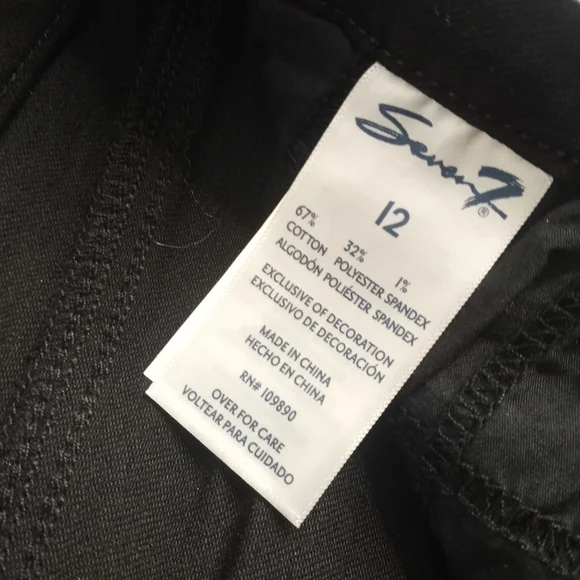 Seven7®
12
67% 32% 1%
COTTON POLYESTER SPANDEX
ALGODÓN POLIÉSTER SPANDEX
EXCLUSIVE OF DECORATION
EXCLUSIVO DE DECORACIÓN
MADE IN CHINA
HECHO EN CHINA
RN# 109890
OVER FOR CARE
VOLTEAR PARA CUIDADO